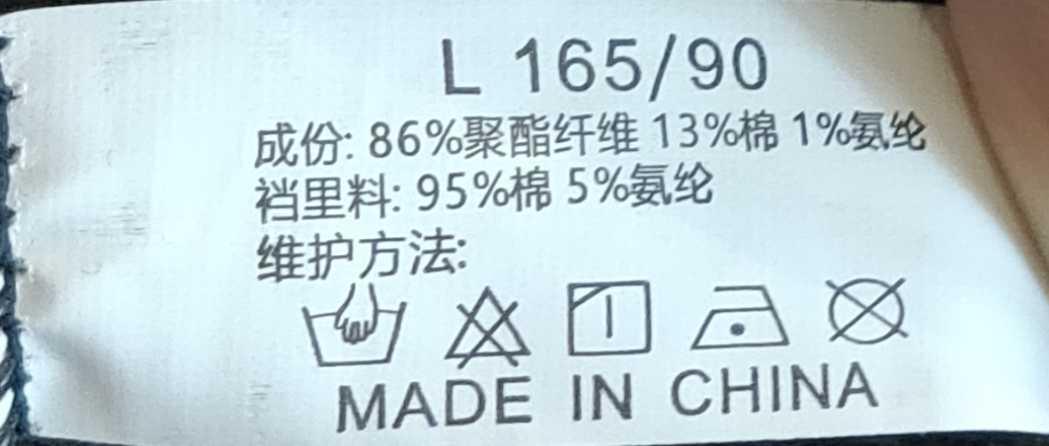 L 165/90
成份: 86%聚酯纤维 13%棉 1%氨纶
裆里料: 95%棉 5%氨纶
维护方法:
MADE IN CHINA